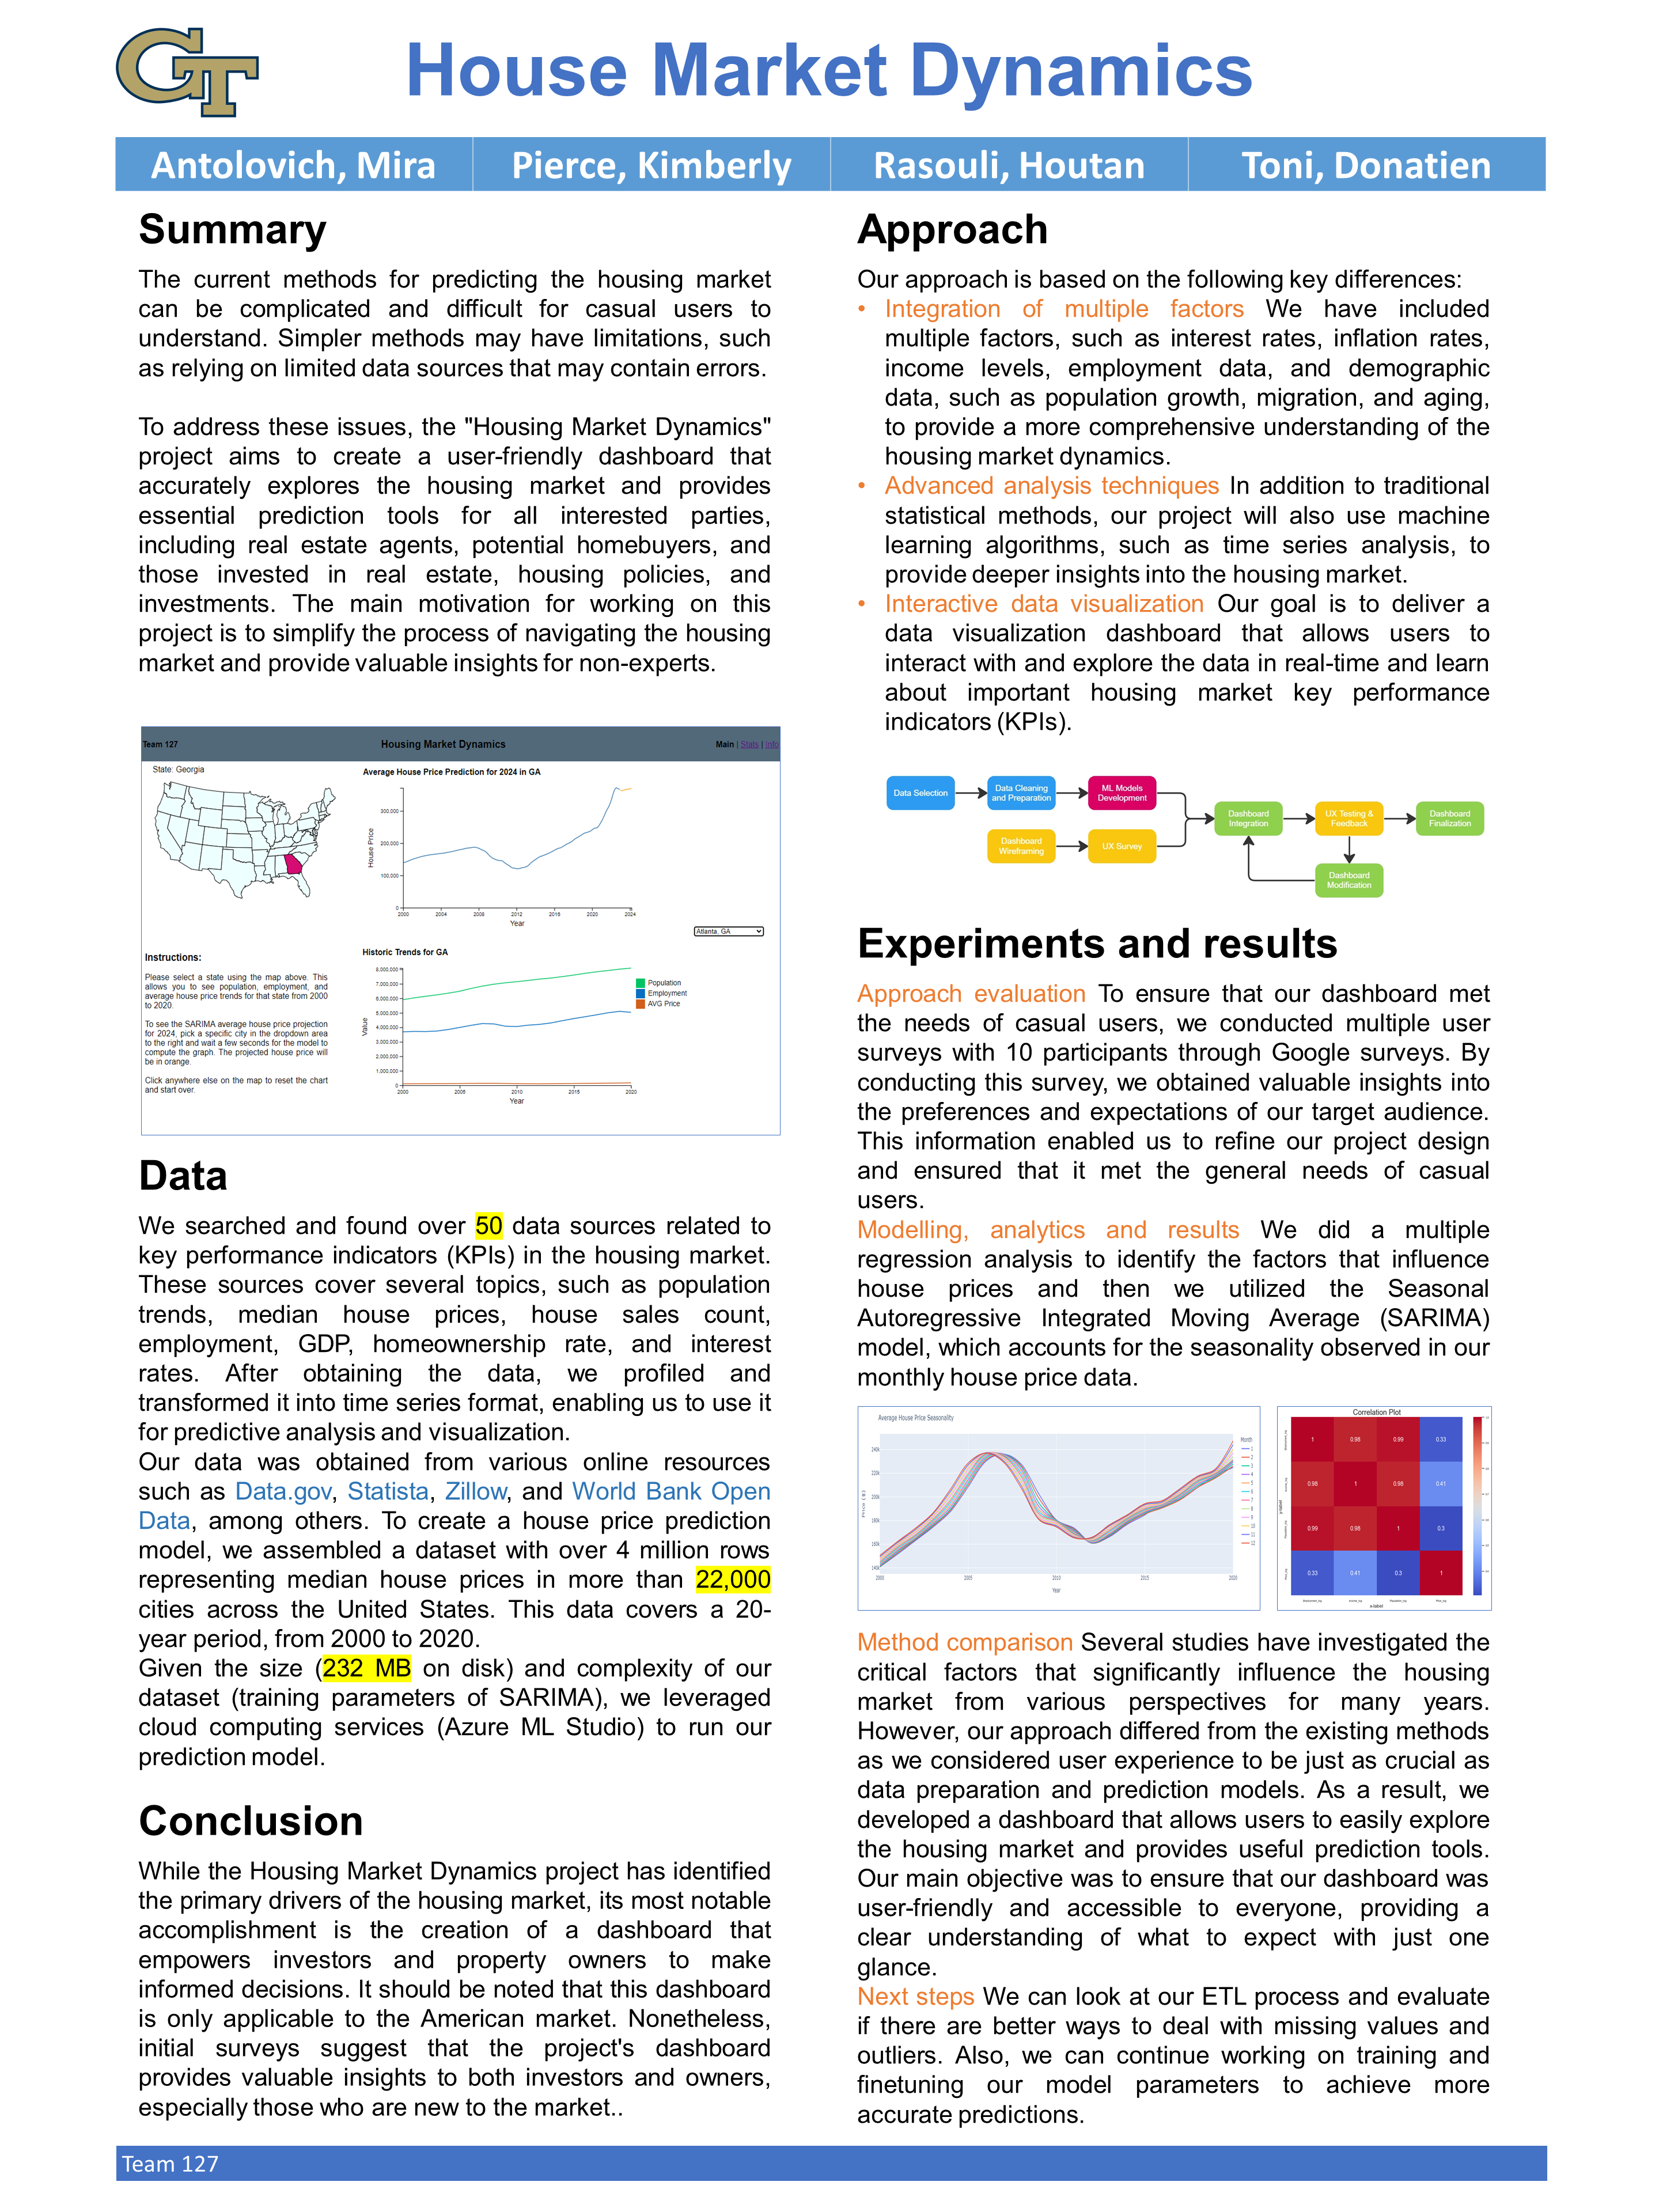 GT
House Market Dynamics
Antolovich, Mira
Pierce, Kimberly
Rasouli, Houtan
Toni, Donatien
Summary
The current methods for predicting the housing market
can be complicated and difficult for casual users to
understand. Simpler methods may have limitations, such
as relying on limited data sources that may contain errors.
To address these issues, the "Housing Market Dynamics"
project aims to create a user-friendly dashboard that
accurately explores the housing market and provides
essential prediction tools for all interested parties,
including real estate agents, potential homebuyers, and
those invested in real estate, housing policies, and
investments. The main motivation for working on this
project is to simplify the process of navigating the housing
market and provide valuable insights for non-experts.
Team 127
Housing Market Dynamics
Main | Stats | Info
State: Georgia
Average House Price Prediction for 2024 in GA
House Price
300,000
200,000
100,000
0
2000 2004 2008 2012 2016 2020 2024
Year
Atlanta, GA
Instructions:
Please select a state using the map above. This
allows you to see population, employment, and
average house price trends for that state from 2000
to 2020.
To see the SARIMA average house price projection
for 2024, pick a specific city in the dropdown area
to the right and wait a few seconds for the model to
compute the graph. The projected house price will
be in orange.
Click anywhere else on the map to reset the chart
and start over.
Historic Trends for GA
Value
8,000,000
7,000,000
6,000,000
5,000,000
4,000,000
3,000,000
2,000,000
1,000,000
0
2000 2005 2010 2015 2020
Year
Population
Employment
AVG Price
Data
We searched and found over 50 data sources related to
key performance indicators (KPIs) in the housing market.
These sources cover several topics, such as population
trends, median house prices, house sales count,
employment, GDP, homeownership rate, and interest
rates. After obtaining the data, we profiled and
transformed it into time series format, enabling us to use it
for predictive analysis and visualization.
Our data was obtained from various online resources
such as Data.gov, Statista, Zillow, and World Bank Open
Data, among others. To create a house price prediction
model, we assembled a dataset with over 4 million rows
representing median house prices in more than 22,000
cities across the United States. This data covers a 20-
year period, from 2000 to 2020.
Given the size (232 MB on disk) and complexity of our
dataset (training parameters of SARIMA), we leveraged
cloud computing services (Azure ML Studio) to run our
prediction model.
Conclusion
While the Housing Market Dynamics project has identified
the primary drivers of the housing market, its most notable
accomplishment is the creation of a dashboard that
empowers investors and property owners to make
informed decisions. It should be noted that this dashboard
is only applicable to the American market. Nonetheless,
initial surveys suggest that the project's dashboard
provides valuable insights to both investors and owners,
especially those who are new to the market..
Approach
Our approach is based on the following key differences:
• Integration of multiple factors We have included
multiple factors, such as interest rates, inflation rates,
income levels, employment data, and demographic
data, such as population growth, migration, and aging,
to provide a more comprehensive understanding of the
housing market dynamics.
• Advanced analysis techniques In addition to traditional
statistical methods, our project will also use machine
learning algorithms, such as time series analysis, to
provide deeper insights into the housing market.
• Interactive data visualization Our goal is to deliver a
data visualization dashboard that allows users to
interact with and explore the data in real-time and learn
about important housing market key performance
indicators (KPIs).
Data Selection
Data Cleaning
and Preparation
ML Models
Development
Dashboard
Wireframing
UX Survey
Dashboard
Integration
UX Testing &
Feedback
Dashboard
Finalization
Dashboard
Modification
Experiments and results
Approach evaluation To ensure that our dashboard met
the needs of casual users, we conducted multiple user
surveys with 10 participants through Google surveys. By
conducting this survey, we obtained valuable insights into
the preferences and expectations of our target audience.
This information enabled us to refine our project design
and ensured that it met the general needs of casual
users.
Modelling, analytics and results We did a multiple
regression analysis to identify the factors that influence
house prices and then we utilized the Seasonal
Autoregressive Integrated Moving Average (SARIMA)
model, which accounts for the seasonality observed in our
monthly house price data.
Average House Price Seasonality
Price ($)
240k
220k
200k
180k
160k
140k
2000 2005 2010 2015 2020
Year
Month
1
2
3
4
5
6
7
8
9
10
11
12
Correlation Plot
1 0.98 0.99 0.33
0.98 1 0.98 0.41
0.99 0.98 1 0.3
0.33 0.41 0.3 1
x-label
Method comparison Several studies have investigated the
critical factors that significantly influence the housing
market from various perspectives for many years.
However, our approach differed from the existing methods
as we considered user experience to be just as crucial as
data preparation and prediction models. As a result, we
developed a dashboard that allows users to easily explore
the housing market and provides useful prediction tools.
Our main objective was to ensure that our dashboard was
user-friendly and accessible to everyone, providing a
clear understanding of what to expect with just one
glance.
Next steps We can look at our ETL process and evaluate
if there are better ways to deal with missing values and
outliers. Also, we can continue working on training and
finetuning our model parameters to achieve more
accurate predictions.
Team 127